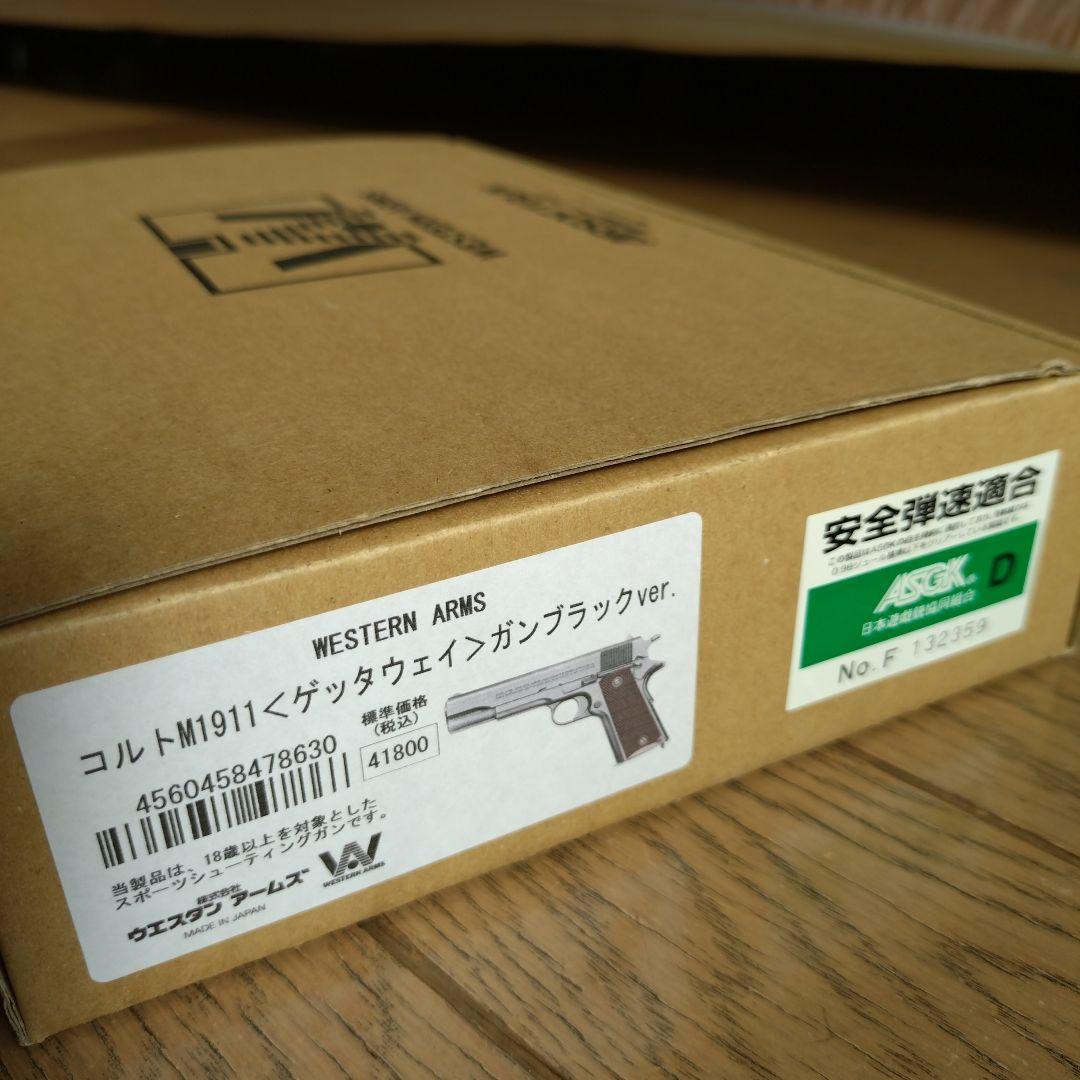 WESTERN ARMS
WESTERN ARMS
コルトM1911<ゲッタウェイ>ガンブラックver.
標準価格
(税込)
41800
4560458478630
当製品は、18歳以上を対象とした
スポーツシューティングガンです。
株式会社
ウエスタン アームズ
MADE IN JAPAN
WESTERN ARMS
安全弾速適合
ASGK
D
日本遊戯銃協同組合
No.F 132359